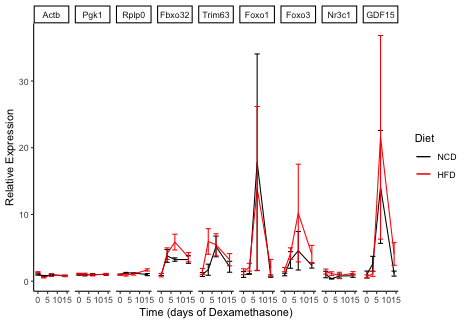 Actb Pgk1 Rplp0 Fbxo32 Trim63 Foxo1 Foxo3 Nr3c1 GDF15
Relative Expression
30
20
10
0
Diet
NCD
HFD
0 5 1015 0 5 1015 0 5 1015 0 5 1015 0 5 1015 0 5 1015 0 5 1015 0 5 1015 0 5 1015
Time (days of Dexamethasone)